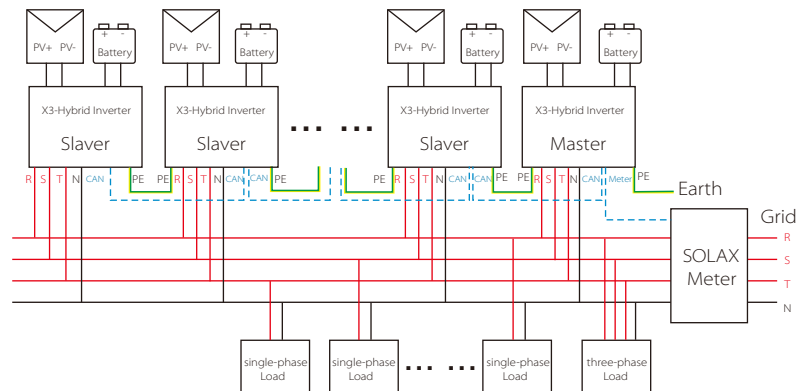 PV+ PV-
+ -
Battery
PV+ PV-
+ -
Battery
PV+ PV-
+ -
Battery
PV+ PV-
+ -
Battery
X3-Hybrid Inverter
Slaver
X3-Hybrid Inverter
Slaver
... ...
X3-Hybrid Inverter
Slaver
X3-Hybrid Inverter
Master
R S T N CAN PE
PE R S T N CAN CAN PE
PE R S T N CAN CAN PE
PE R S T N CAN Meter PE
Earth
Grid
SOLAX
Meter
R
S
T
N
single-phase
Load
single-phase
Load
... ...
single-phase
Load
three-phase
Load